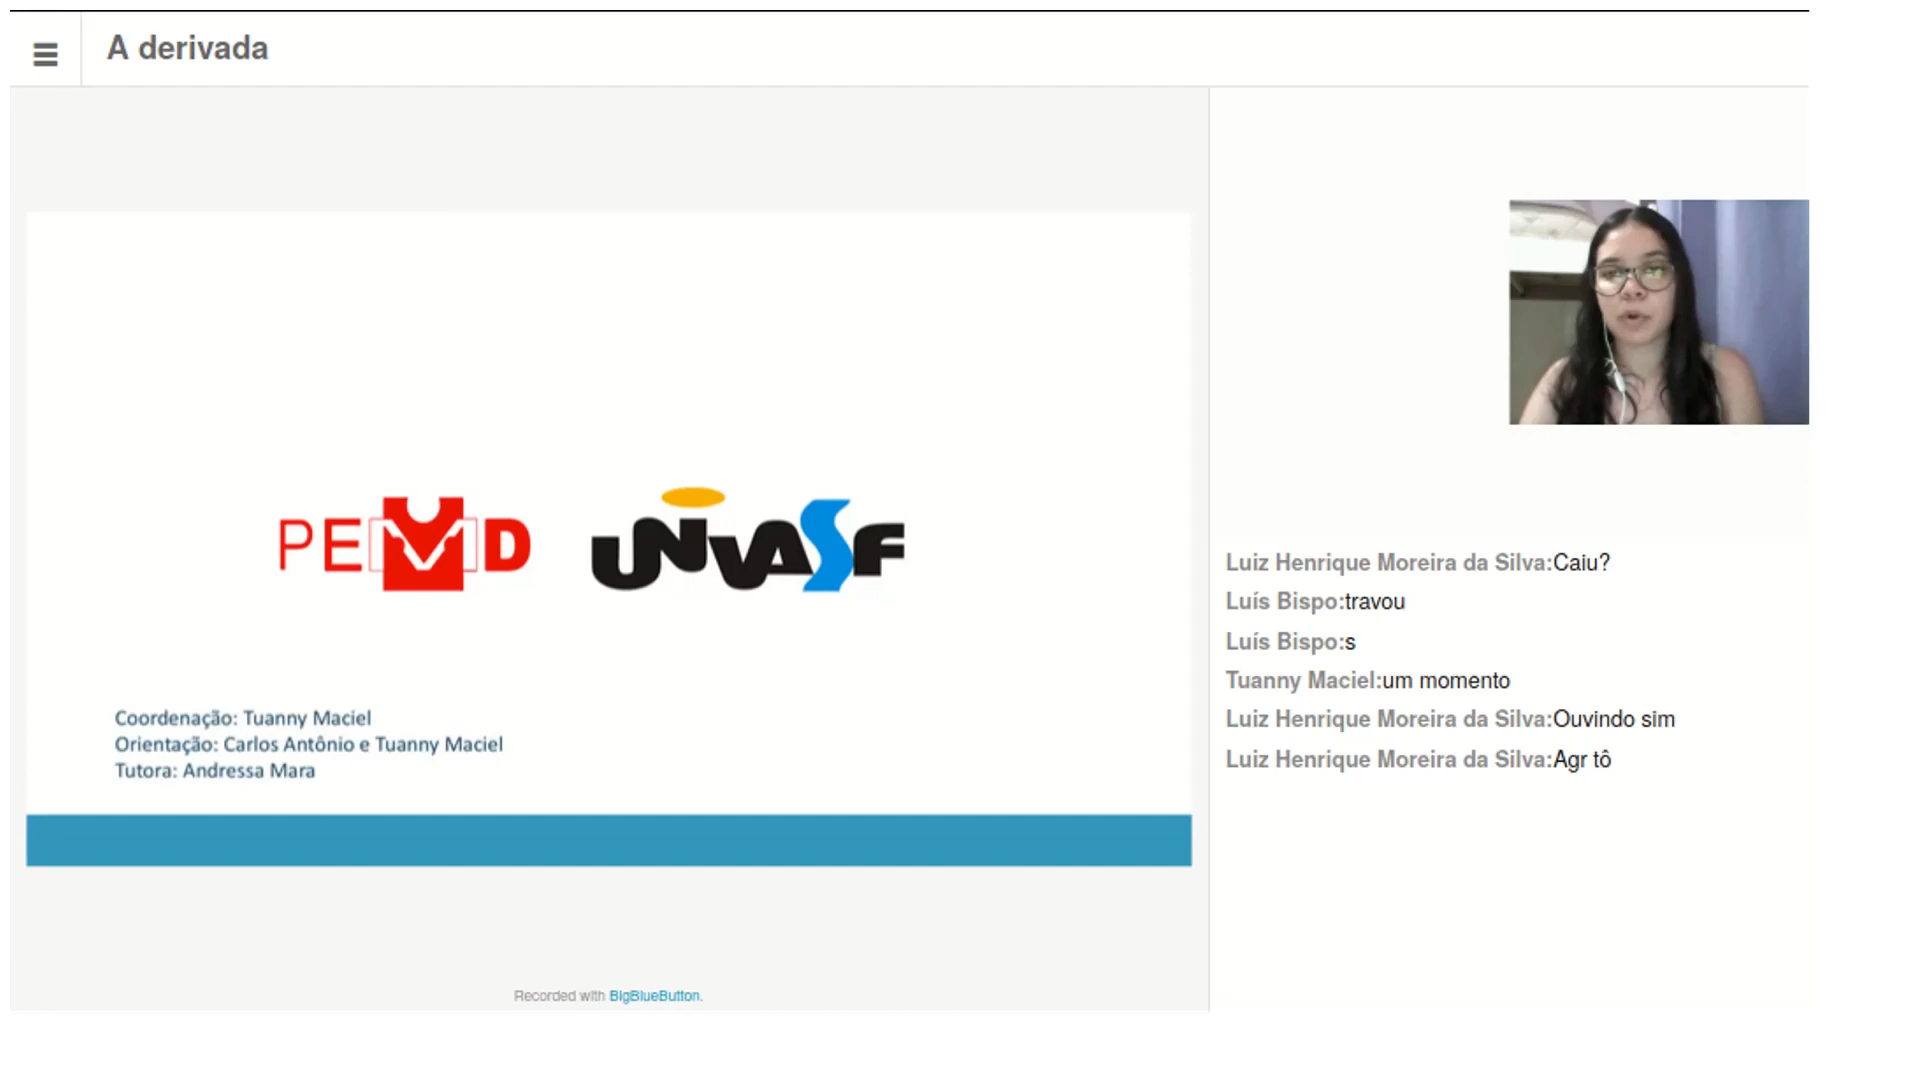 A derivada
PEMD
UNIVASF
Coordenação: Tuanny Maciel
Orientação: Carlos Antônio e Tuanny Maciel
Tutora: Andressa Mara
Recorded with BigBlueButton.
Luiz Henrique Moreira da Silva:Caiu?
Luís Bispo:travou
Luís Bispo:s
Tuanny Maciel:um momento
Luiz Henrique Moreira da Silva:Ouvindo sim
Luiz Henrique Moreira da Silva:Agr tô